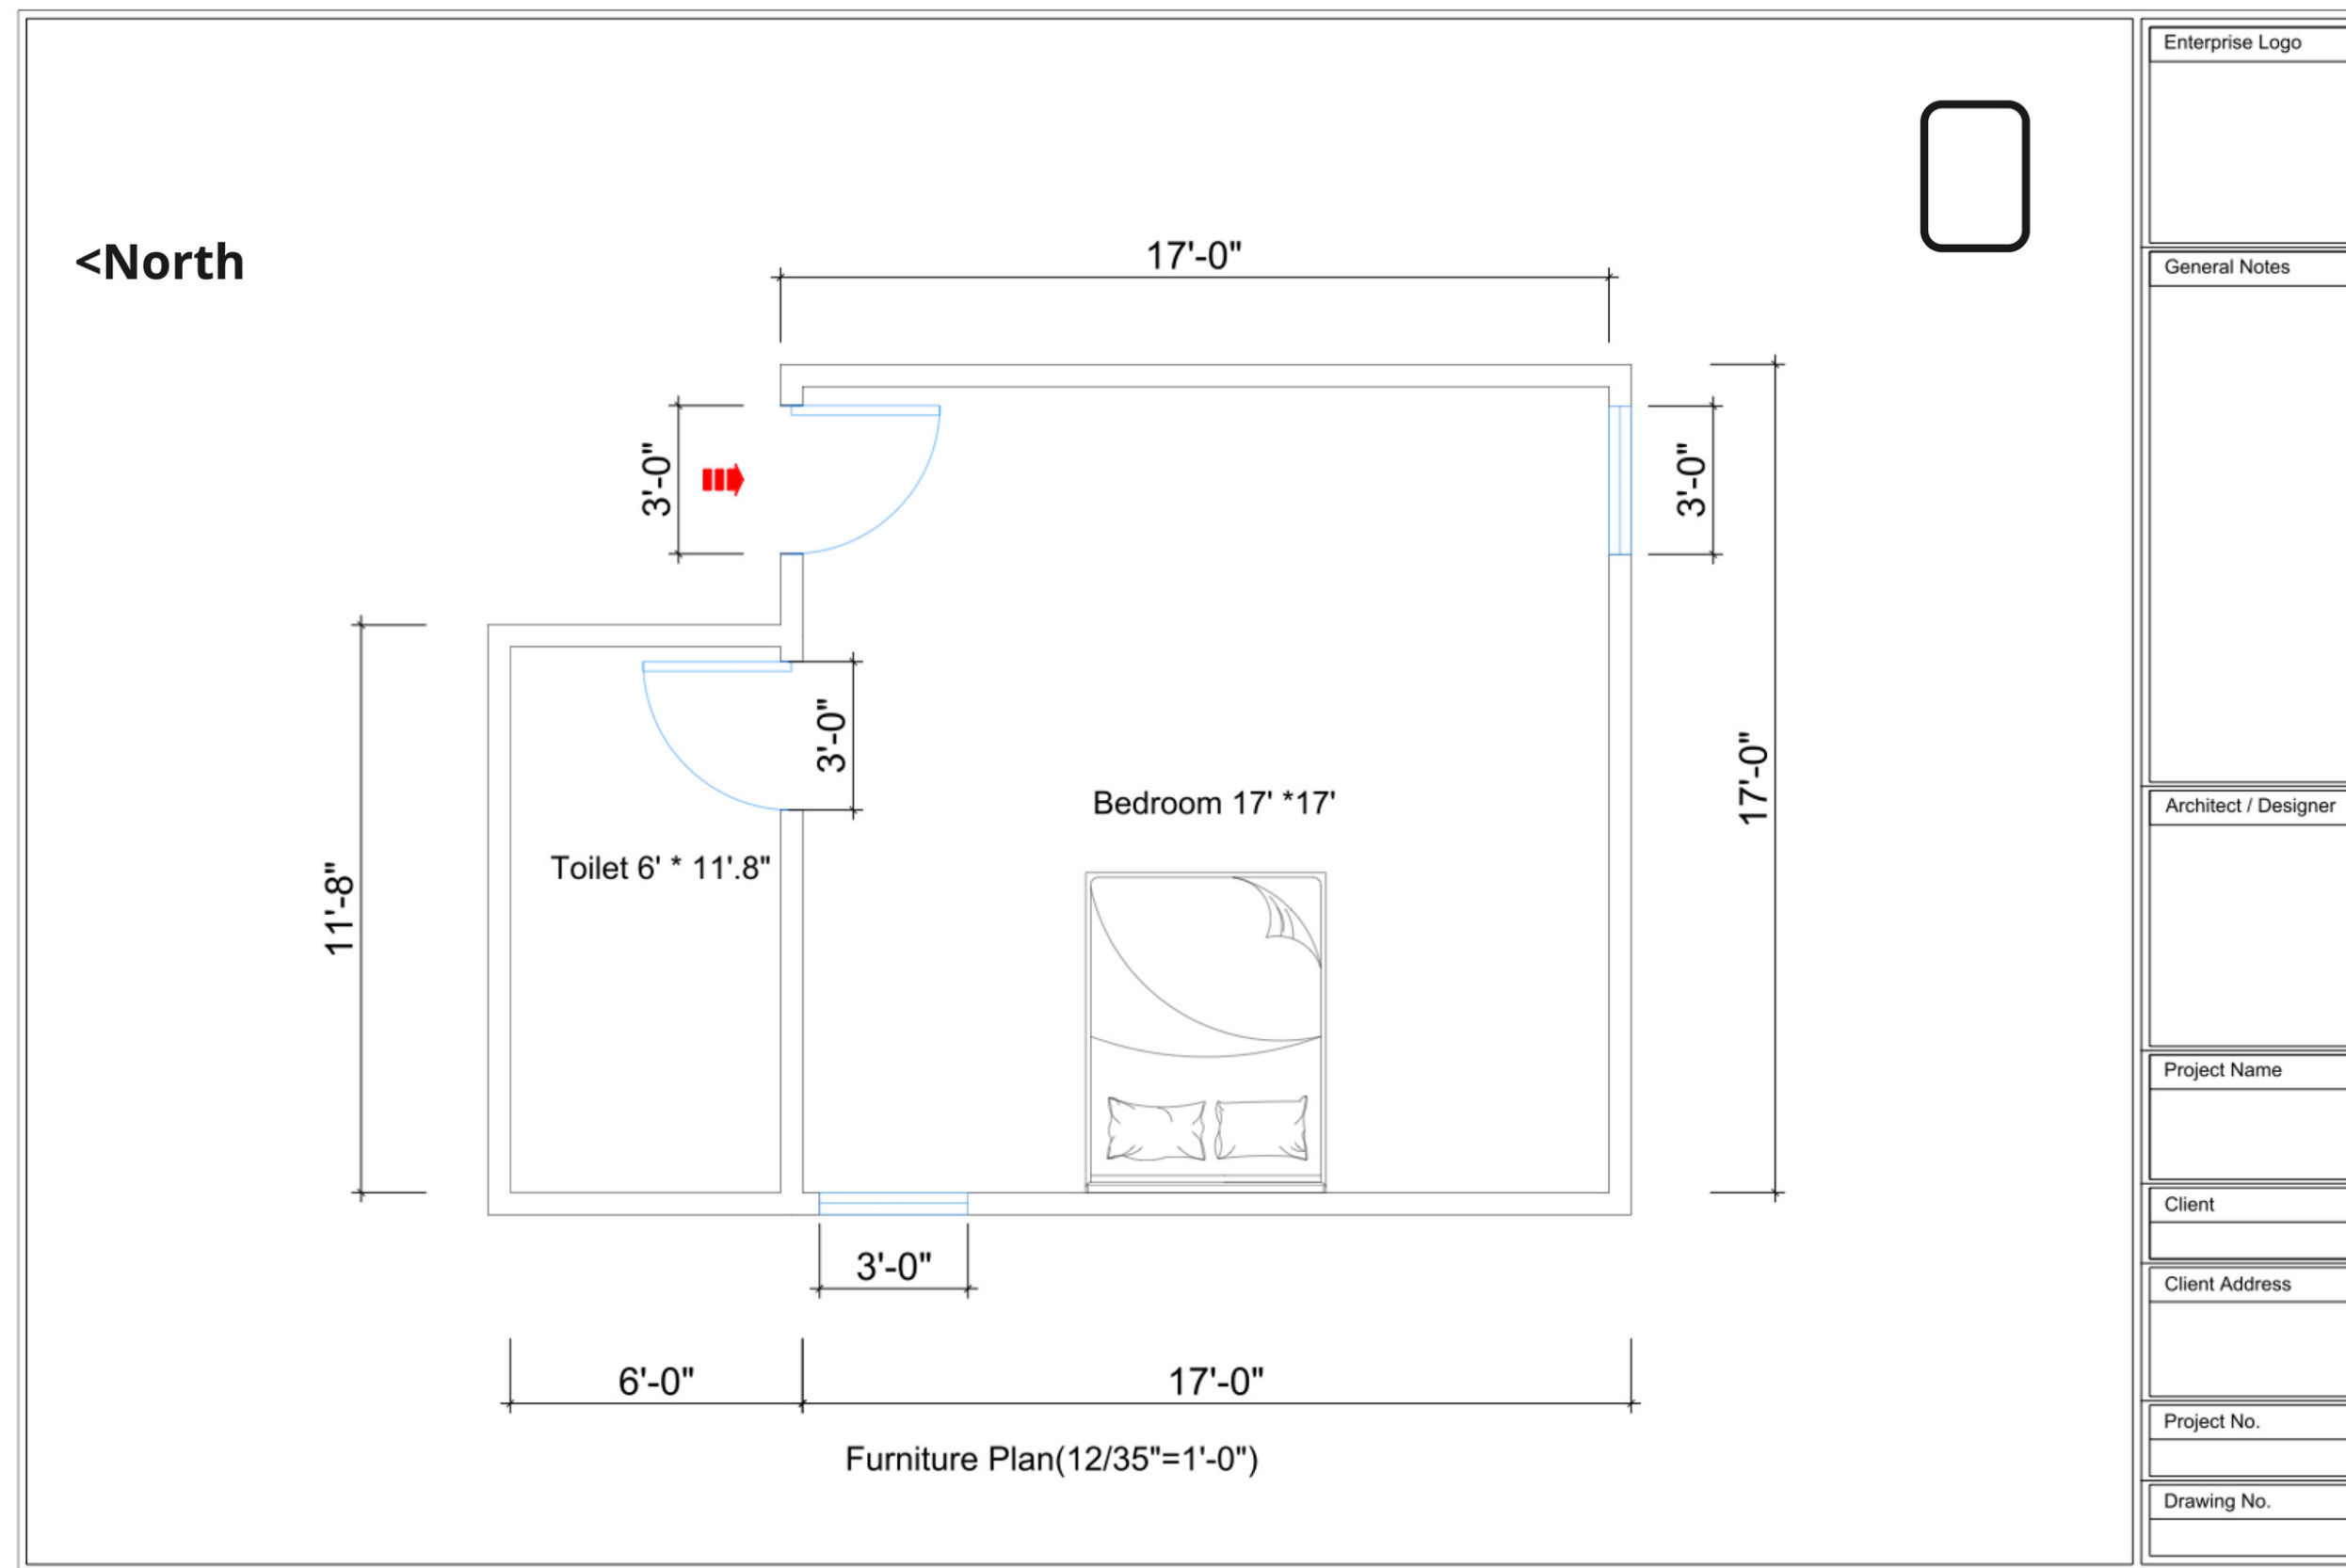 Enterprise Logo
<North
17'-0"
General Notes
3'-0"
3'-0"
3'-0"
17'-0"
Bedroom 17' *17'
Architect / Designer
Toilet 6' * 11'.8"
11'-8"
Project Name
Client
3'-0"
Client Address
6'-0"
17'-0"
Project No.
Furniture Plan(12/35"=1'-0")
Drawing No.